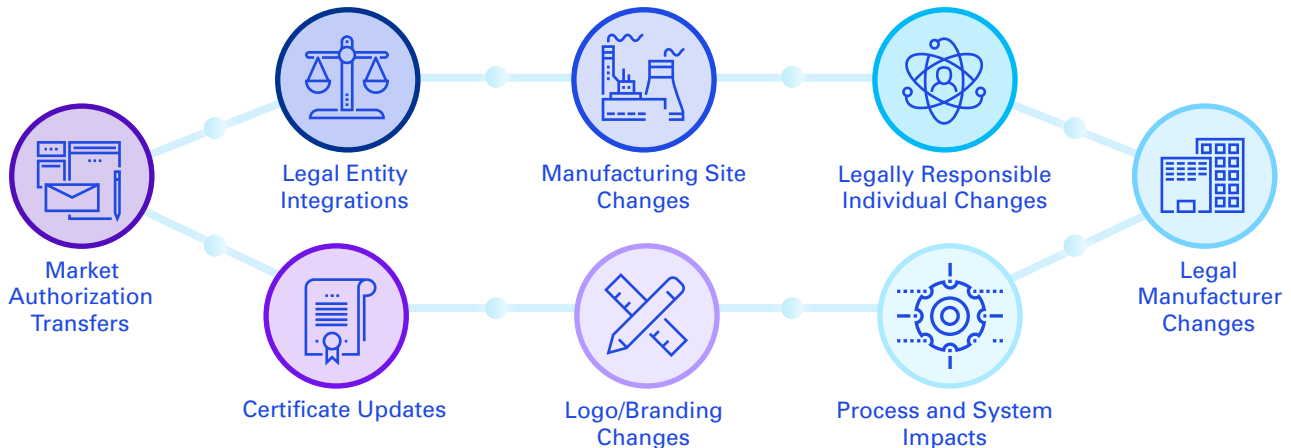 Legal Entity
Integrations
Manufacturing Site
Changes
Legally Responsible
Individual Changes
Market
Authorization
Transfers
Legal
Manufacturer
Changes
Certificate Updates
Logo/Branding
Changes
Process and System
Impacts